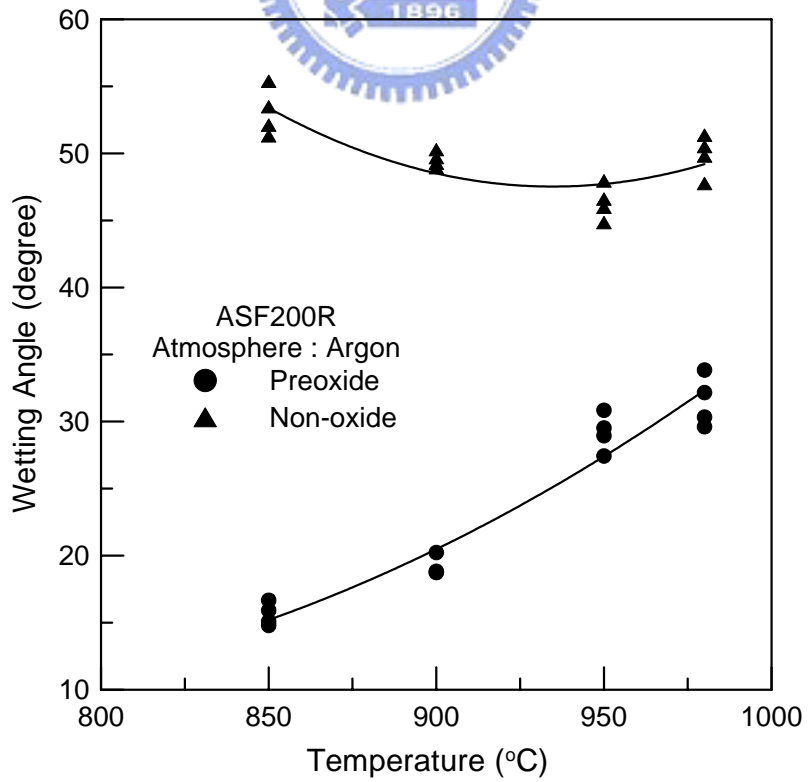 1896
60
50
40
30
20
10
Wetting Angle (degree)
ASF200R
Atmosphere : Argon
Preoxide
Non-oxide
800
850
900
950
1000
Temperature (°C)